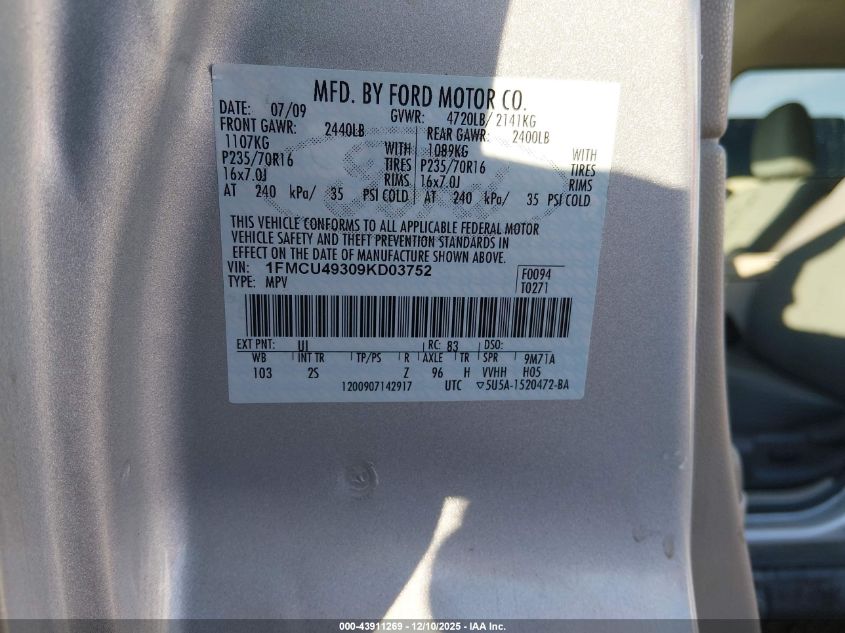 MFD. BY FORD MOTOR CO.
DATE: 07/09 GVWR: 4720LB/ 2141KG
FRONT GAWR: 2440LB REAR GAWR: 2400LB
1107KG WITH 1089KG WITH
P235/70R16 TIRES P235/70R16 TIRES
16x7.0J RIMS 16x7.0J RIMS
AT 240 kPa/ 35 PSI COLD AT 240 kPa/ 35 PSI COLD
THIS VEHICLE CONFORMS TO ALL APPLICABLE FEDERAL MOTOR
VEHICLE SAFETY AND THEFT PREVENTION STANDARDS IN
EFFECT ON THE DATE OF MANUFACTURE SHOWN ABOVE.
VIN: 1FMCU49309KD03752 F0094
TYPE: MPV T0271
EXT PNT: UI RC: 83 DSO:
WB INT TR TP/PS R AXLE TR SPR 9M71A
103 2S Z 96 H VVHH H05
1200907142917 UTC ▽5U5A-1520472-BA
000-43911269 - 12/10/2025 - IAA Inc.